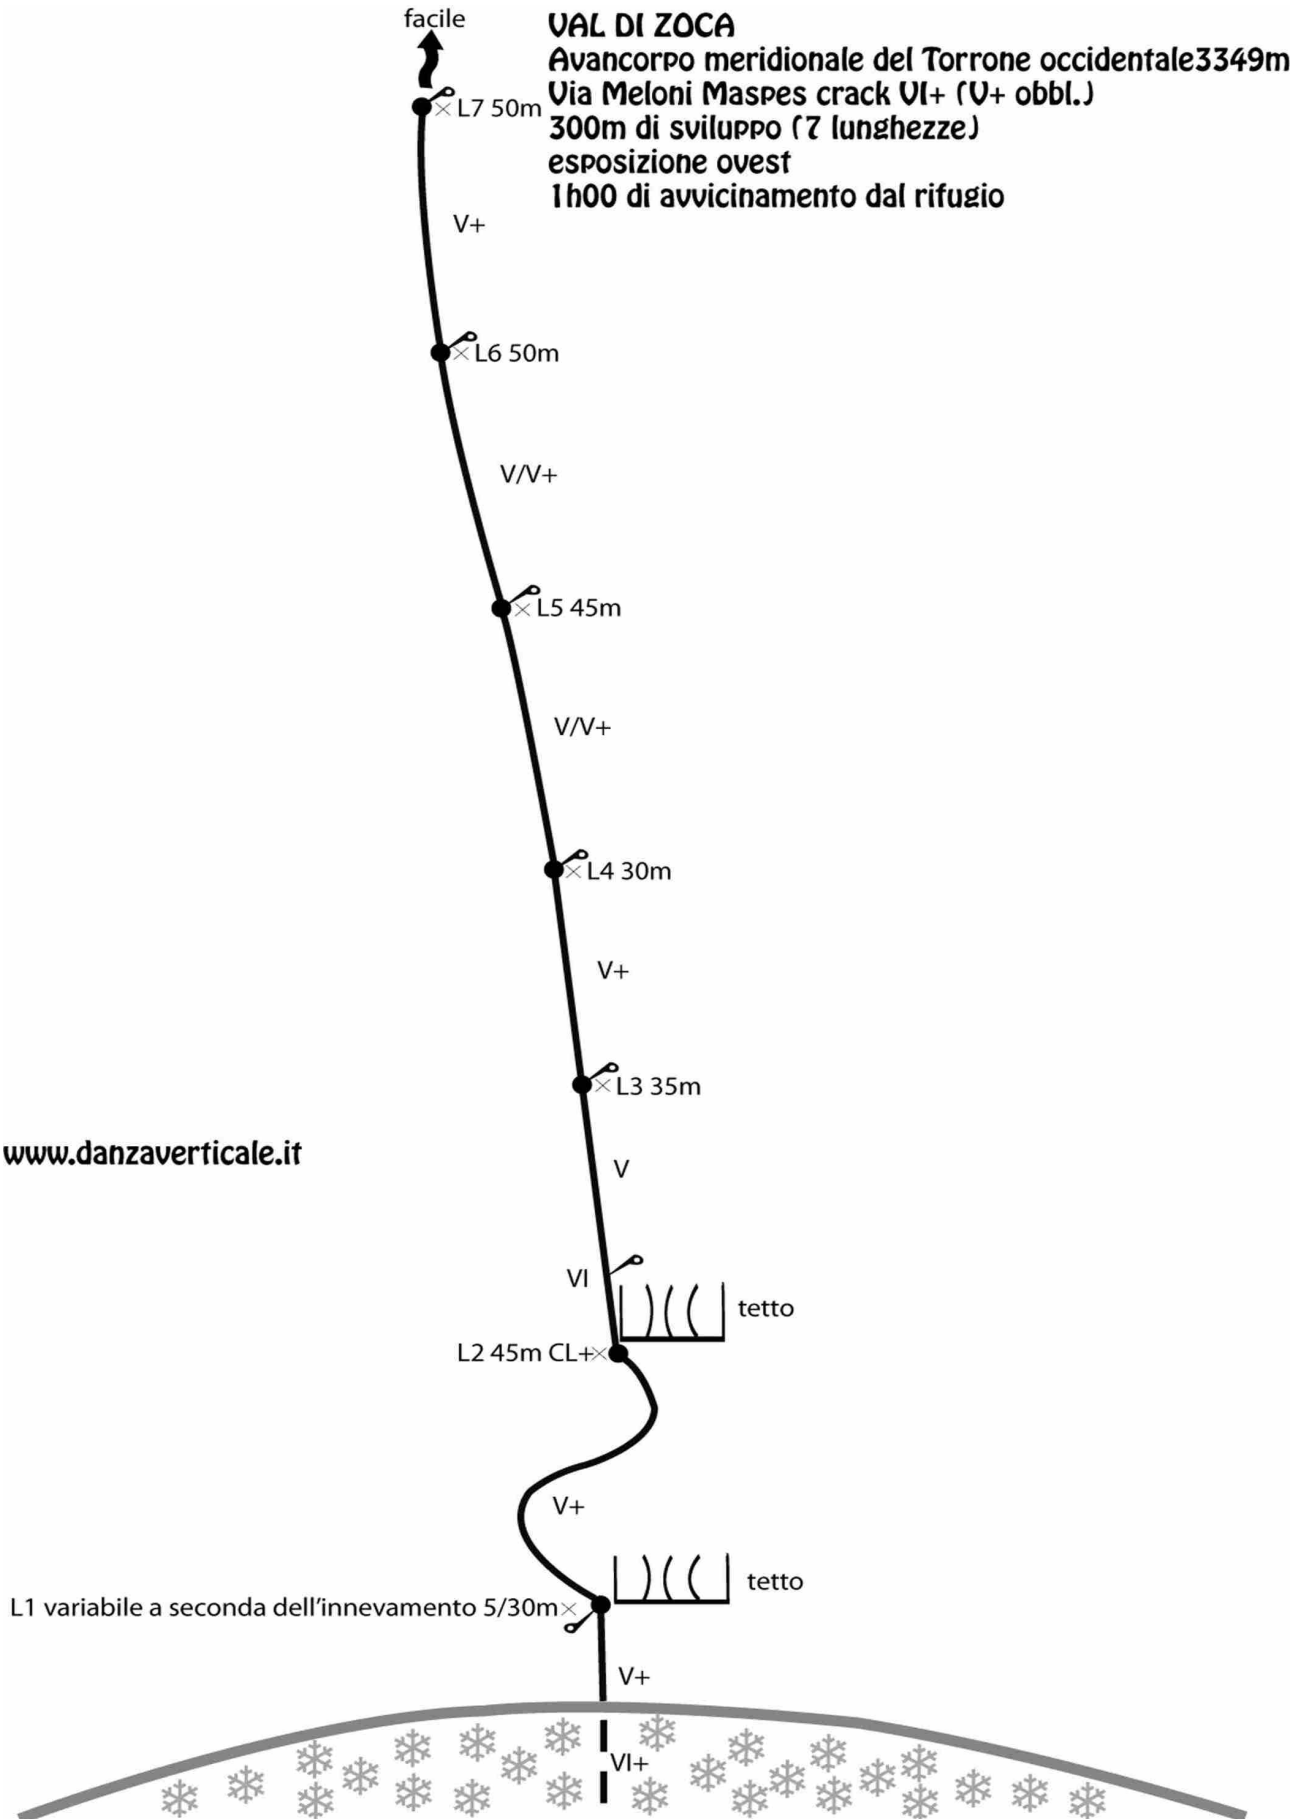 facile
VAL DI ZOCA
Avancorpo meridionale del Torrone occidentale3349m
Via Meloni Maspes crack VI+ (V+ obbl.)
300m di sviluppo (7 lunghezze)
esposizione ovest
1h00 di avvicinamento dal rifugio
L7 50m
V+
L6 50m
V/V+
L5 45m
V/V+
L4 30m
V+
L3 35m
www.danzaverticale.it
V
VI
tetto
L2 45m CL+
V+
tetto
L1 variabile a seconda dell'innevamento 5/30m
V+
VI+